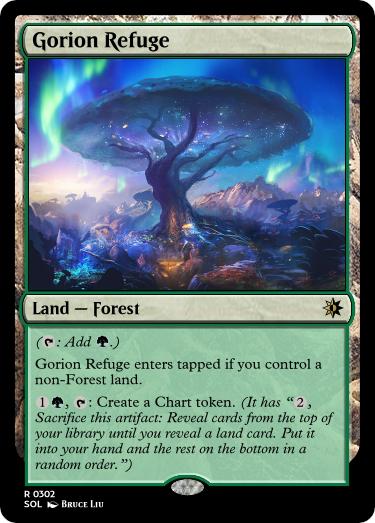 Gorion Refuge
Land — Forest
(: Add .)
Gorion Refuge enters tapped if you control a
non-Forest land.
1, : Create a Chart token. (It has “2,
Sacrifice this artifact: Reveal cards from the top of
your library until you reveal a land card. Put it
into your hand and the rest on the bottom in a
random order.”)
R 0302
SOL Bruce Liu